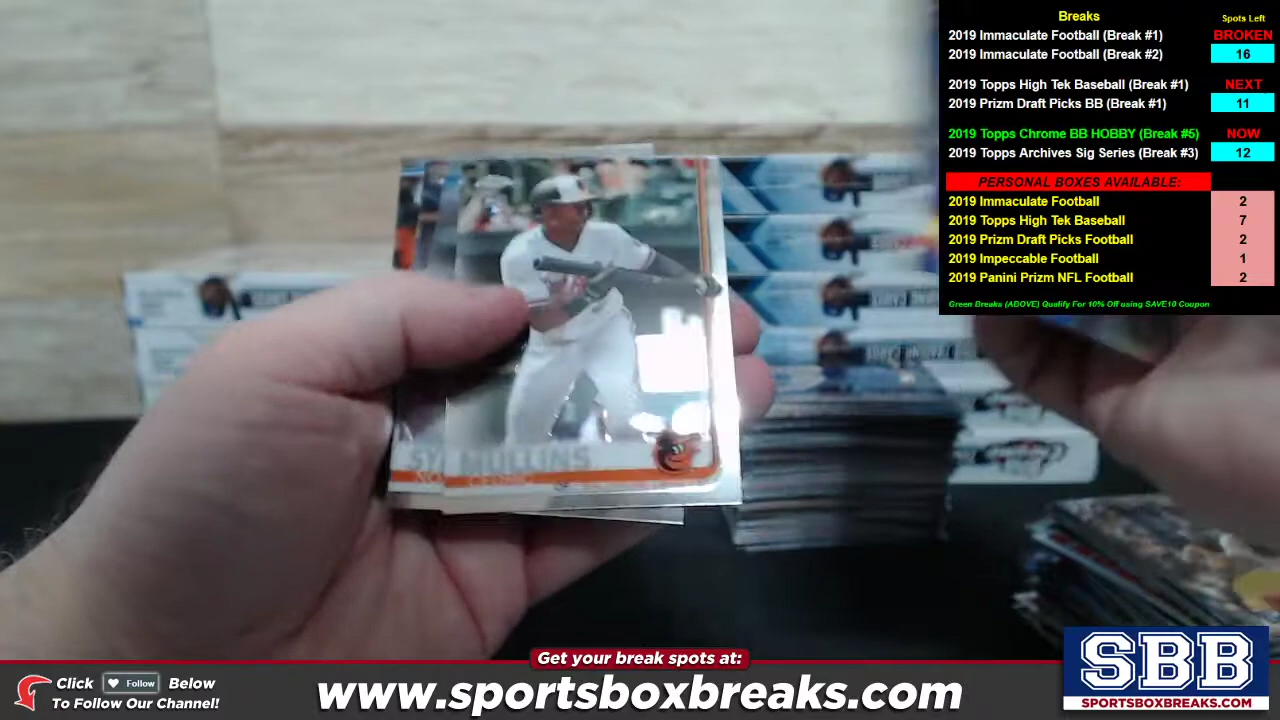 Breaks Spots Left
2019 Immaculate Football (Break #1) BROKEN
2019 Immaculate Football (Break #2) 16
2019 Topps High Tek Baseball (Break #1) NEXT
2019 Prizm Draft Picks BB (Break #1) 11
2019 Topps Chrome BB HOBBY (Break #5) NOW
2019 Topps Archives Sig Series (Break #3) 12
PERSONAL BOXES AVAILABLE:
2019 Immaculate Football 2
2019 Topps High Tek Baseball 7
2019 Prizm Draft Picks Football 2
2019 Impeccable Football 1
2019 Panini Prizm NFL Football 2
Green Breaks (ABOVE) Qualify For 10% Off using SAVE10 Coupon
SY MULLINS
NO CEDRIC
Get your break spots at:
Click Follow Below
To Follow Our Channel!
www.sportsboxbreaks.com
SBB
SPORTSBOXBREAKS.COM